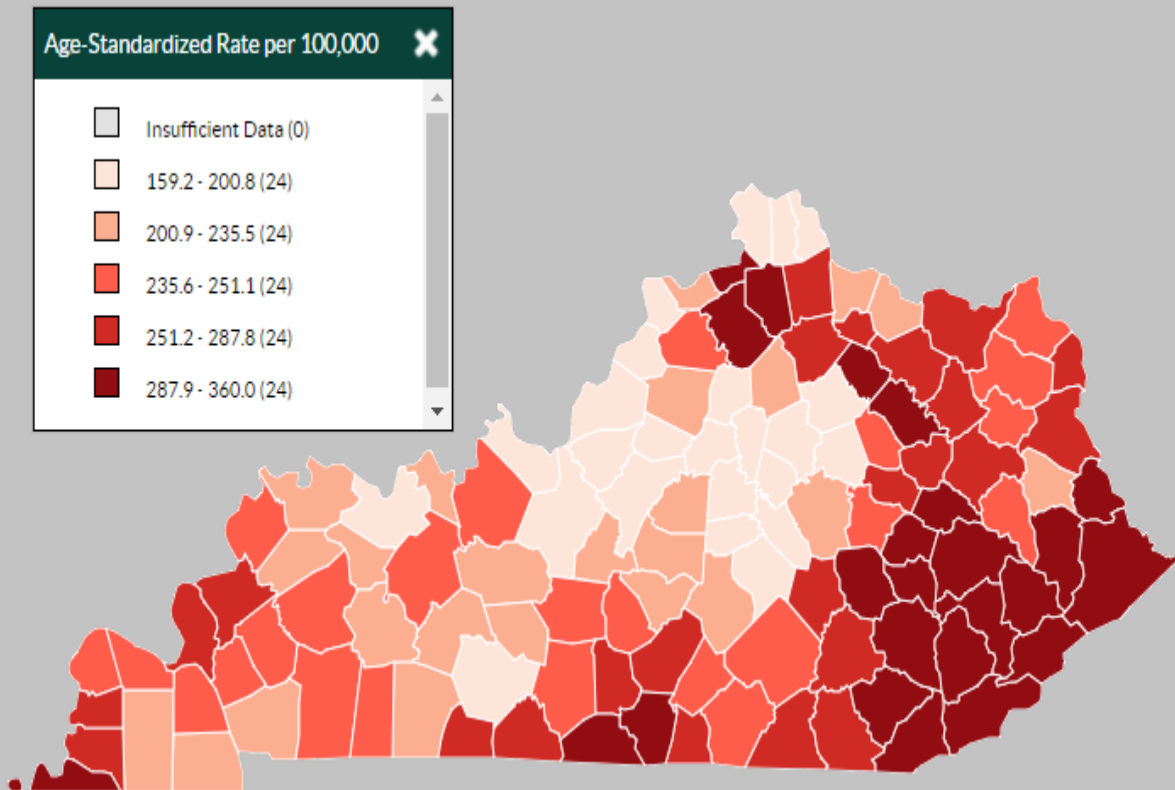 Age-Standardized Rate per 100,000
Insufficient Data (0)
159.2 - 200.8 (24)
200.9 - 235.5 (24)
235.6 - 251.1 (24)
251.2 - 287.8 (24)
287.9 - 360.0 (24)